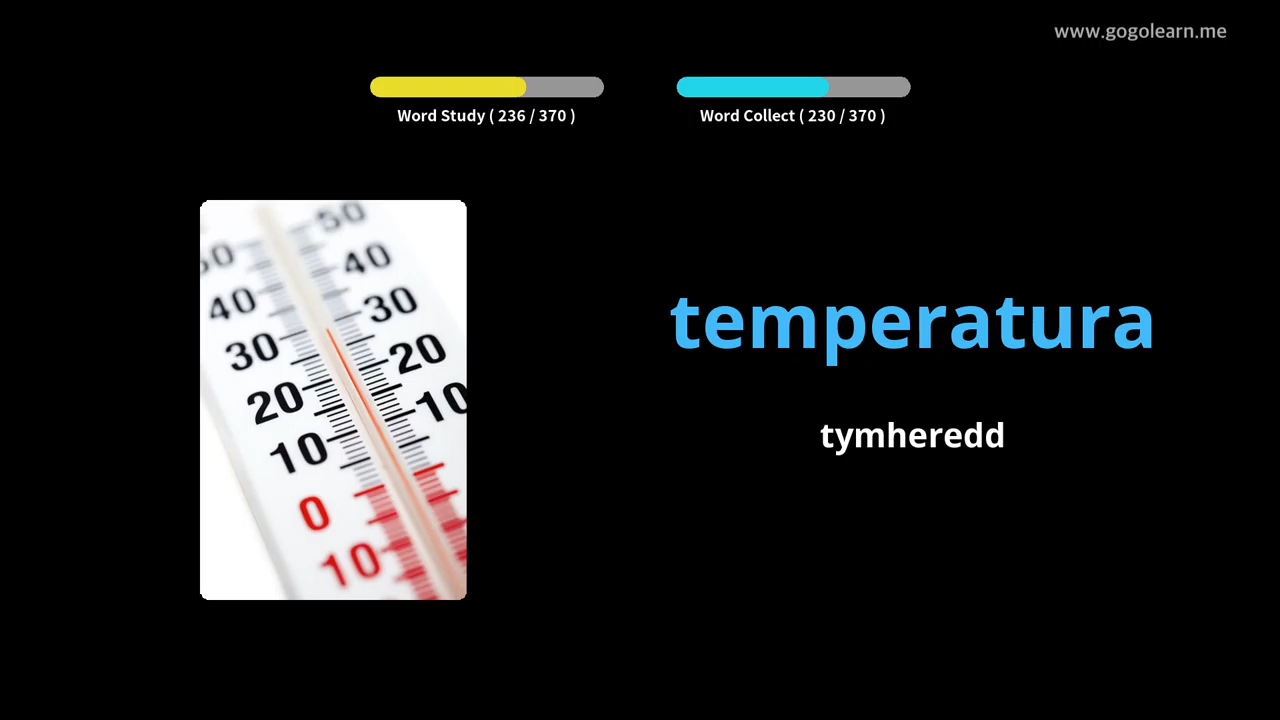 www.gogolearn.me
Word Study ( 236 / 370 )
Word Collect ( 230 / 370 )
50
50
40
40
30
30
20
20
10
10
0
10
temperatura
tymheredd